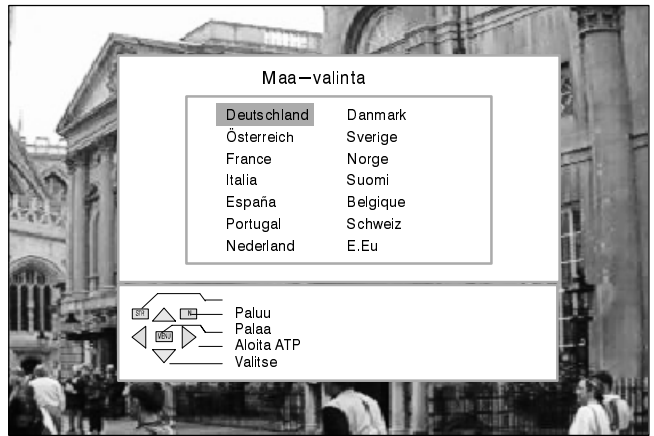 Maa-valinta
Deutschland Danmark
Österreich Sverige
France Norge
Italia Suomi
España Belgique
Portugal Schweiz
Nederland E.Eu
STR N
Paluu
MENU
Palaa
Aloita ATP
Valitse